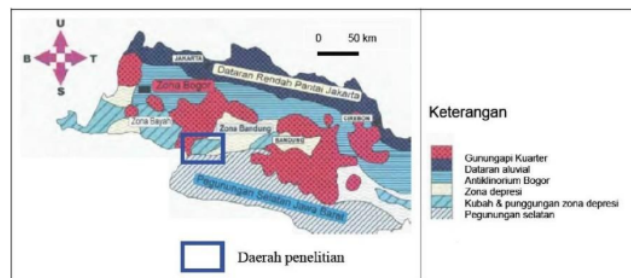 U
B T
S
0 50 km
JAKARTA
Dataran Rendah Pantai Jakarta
Zona Bogor
CIREBON
Zona Bayah
Zona Bandung
BANDUNG
Pegunungan Selatan Jawa Barat
Daerah penelitian
Keterangan
Gunungapi Kuarter
Dataran aluvial
Antiklinorium Bogor
Zona depresi
Kubah & punggungan zona depresi
Pegunungan selatan